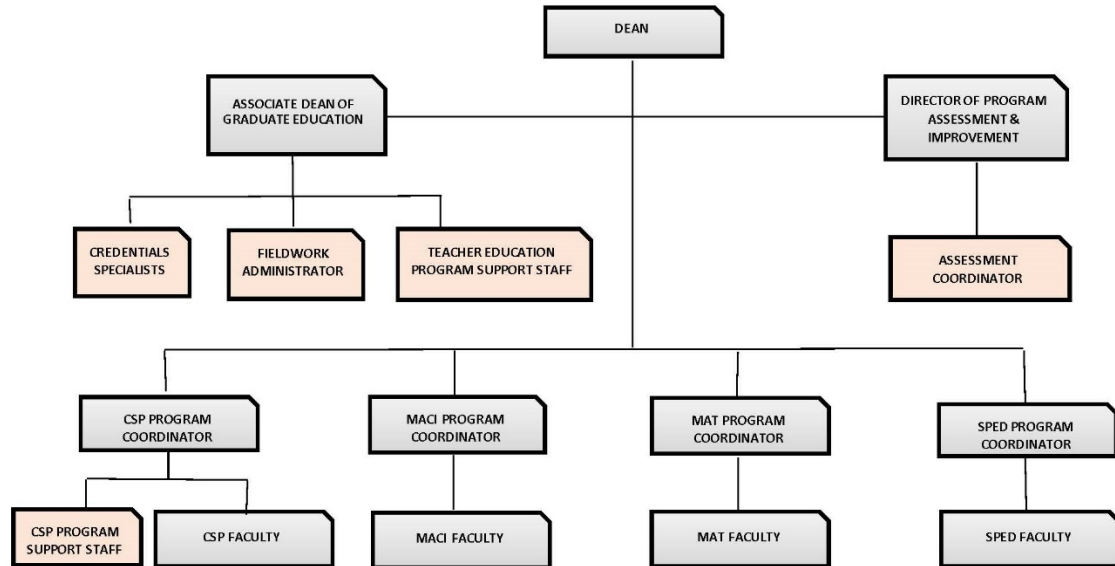 DEAN
ASSOCIATE DEAN OF
GRADUATE EDUCATION
DIRECTOR OF PROGRAM
ASSESSMENT &
IMPROVEMENT
CREDENTIALS
SPECIALISTS
FIELDWORK
ADMINISTRATOR
TEACHER EDUCATION
PROGRAM SUPPORT STAFF
ASSESSMENT
COORDINATOR
CSP PROGRAM
COORDINATOR
MACI PROGRAM
COORDINATOR
MAT PROGRAM
COORDINATOR
SPED PROGRAM
COORDINATOR
CSP PROGRAM
SUPPORT STAFF
CSP FACULTY
MACI FACULTY
MAT FACULTY
SPED FACULTY